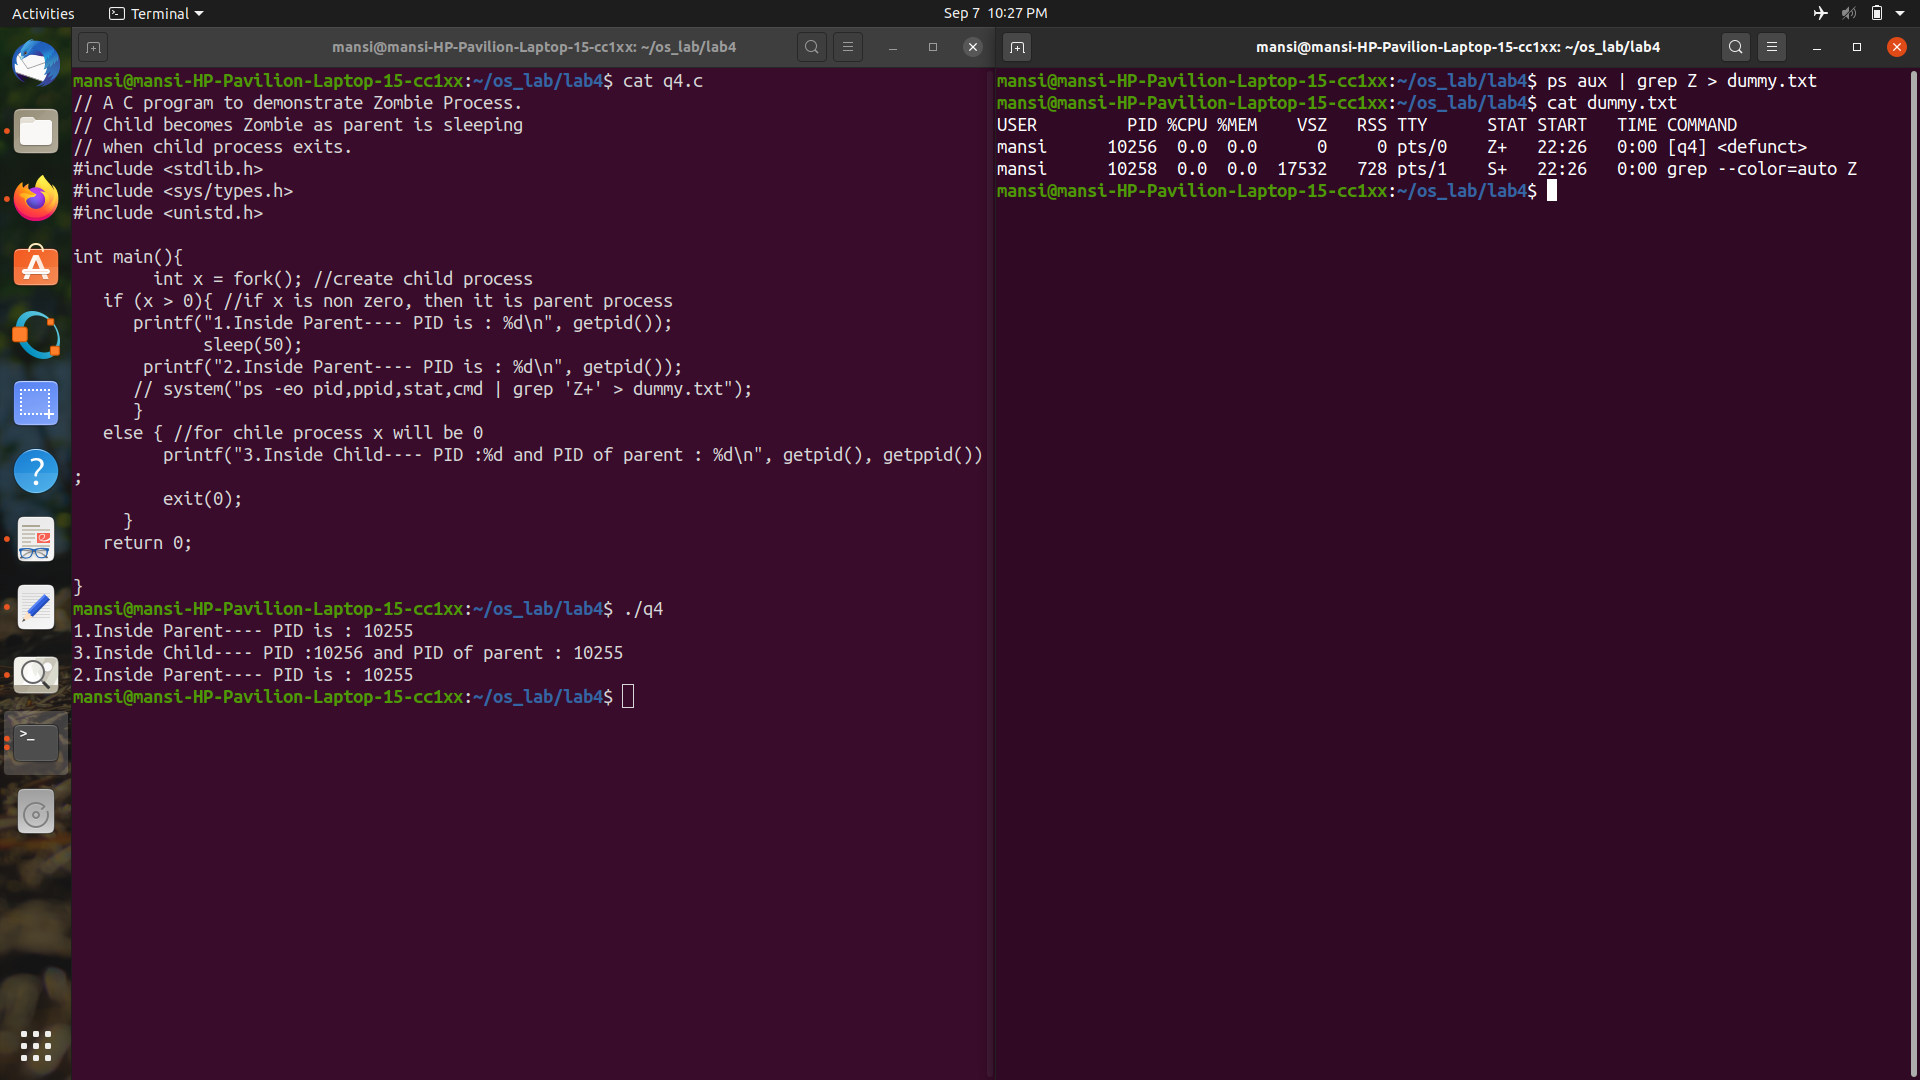 Activities
Terminal
Sep 7 10:27 PM
mansi@mansi-HP-Pavilion-Laptop-15-cc1xx: ~/os_lab/lab4
mansi@mansi-HP-Pavilion-Laptop-15-cc1xx:~/os_lab/lab4$ cat q4.c
// A C program to demonstrate Zombie Process.
// Child becomes Zombie as parent is sleeping
// when child process exits.
#include <stdlib.h>
#include <sys/types.h>
#include <unistd.h>
int main(){
        int x = fork(); //create child process
   if (x > 0){ //if x is non zero, then it is parent process
      printf("1.Inside Parent---- PID is : %d\n", getpid());
             sleep(50);
       printf("2.Inside Parent---- PID is : %d\n", getpid());
      // system("ps -eo pid,ppid,stat,cmd | grep 'Z+' > dummy.txt");
      }
   else { //for chile process x will be 0
         printf("3.Inside Child---- PID :%d and PID of parent : %d\n", getpid(), getppid())
;
         exit(0);
     }
   return 0;
}
mansi@mansi-HP-Pavilion-Laptop-15-cc1xx:~/os_lab/lab4$ ./q4
1.Inside Parent---- PID is : 10255
3.Inside Child---- PID :10256 and PID of parent : 10255
2.Inside Parent---- PID is : 10255
mansi@mansi-HP-Pavilion-Laptop-15-cc1xx:~/os_lab/lab4$
mansi@mansi-HP-Pavilion-Laptop-15-cc1xx: ~/os_lab/lab4
mansi@mansi-HP-Pavilion-Laptop-15-cc1xx:~/os_lab/lab4$ ps aux | grep Z > dummy.txt
mansi@mansi-HP-Pavilion-Laptop-15-cc1xx:~/os_lab/lab4$ cat dummy.txt
USER         PID %CPU %MEM    VSZ   RSS TTY      STAT START   TIME COMMAND
mansi      10256  0.0  0.0      0     0 pts/0    Z+   22:26   0:00 [q4] <defunct>
mansi      10258  0.0  0.0  17532   728 pts/1    S+   22:26   0:00 grep --color=auto Z
mansi@mansi-HP-Pavilion-Laptop-15-cc1xx:~/os_lab/lab4$